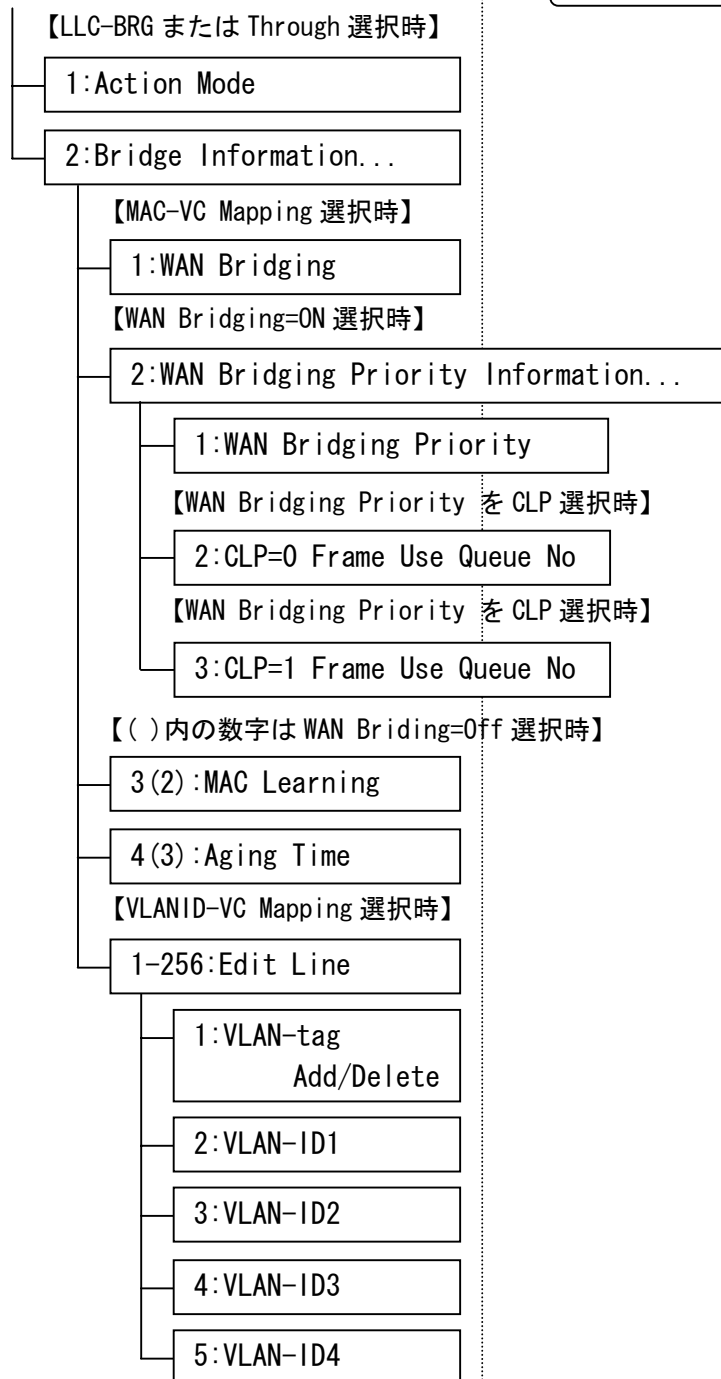 【LLC-BRG または Through 選択時】
1:Action Mode
2:Bridge Information...
【MAC-VC Mapping 選択時】
1:WAN Bridging
【WAN Bridging=ON 選択時】
2:WAN Bridging Priority Information...
1:WAN Bridging Priority
【WAN Bridging Priority を CLP 選択時】
2:CLP=0 Frame Use Queue No
【WAN Bridging Priority を CLP 選択時】
3:CLP=1 Frame Use Queue No
【( )内の数字は WAN Briding=Off 選択時】
3(2):MAC Learning
4(3):Aging Time
【VLANID-VC Mapping 選択時】
1-256:Edit Line
1:VLAN-tag
Add/Delete
2:VLAN-ID1
3:VLAN-ID2
4:VLAN-ID3
5:VLAN-ID4